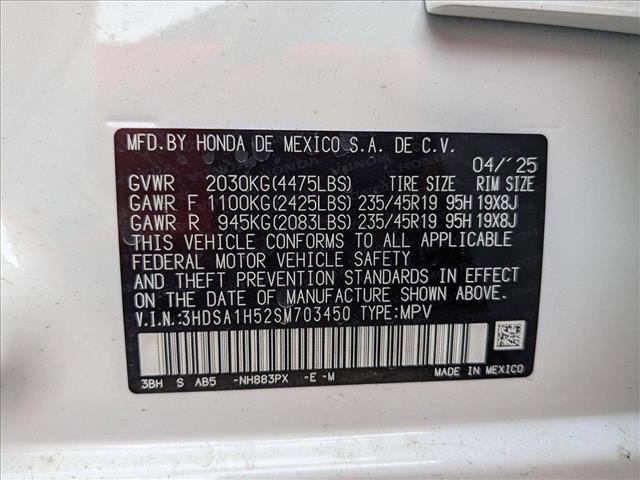 MFD.BY HONDA DE MEXICO S.A. DE C.V.
04/'25
GVWR 2030KG(4475LBS) TIRE SIZE RIM SIZE
GAWR F 1100KG(2425LBS) 235/45R19 95H 19X8J
GAWR R 945KG(2083LBS) 235/45R19 95H 19X8J
THIS VEHICLE CONFORMS TO ALL APPLICABLE
FEDERAL MOTOR VEHICLE SAFETY
AND THEFT PREVENTION STANDARDS IN EFFECT
ON THE DATE OF MANUFACTURE SHOWN ABOVE.
V.I.N.:3HDSA1H52SM703450 TYPE:MPV
3BH S AB5 -NH883PX -E -M
MADE IN MEXICO